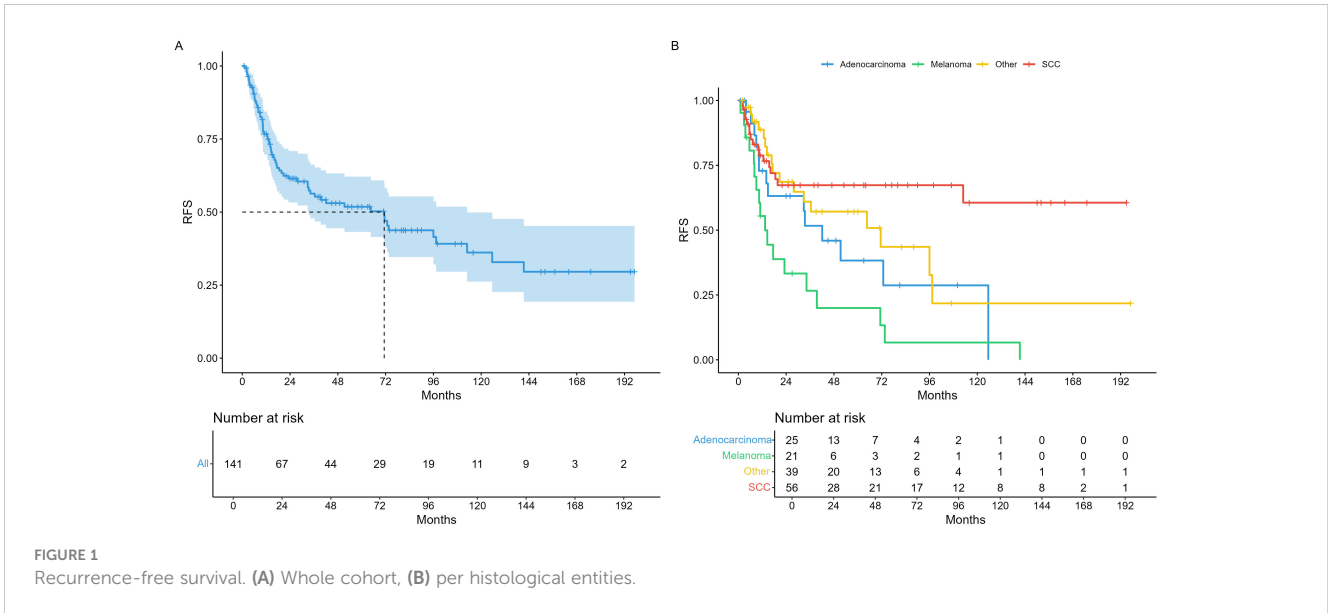 A
1.00
0.75
0.50
0.25
0.00
RFS
0 24 48 72 96 120 144 168 192
Months
Number at risk
All 141 67 44 29 19 11 9 3 2
0 24 48 72 96 120 144 168 192
Months
B
Adenocarcinoma Melanoma Other SCC
1.00
0.75
0.50
0.25
0.00
RFS
0 24 48 72 96 120 144 168 192
Months
Number at risk
Adenocarcinoma 25 13 7 4 2 1 0 0 0
Melanoma 21 6 3 2 1 1 0 0 0
Other 39 20 13 6 4 1 1 1 1
SCC 56 28 21 17 12 8 8 2 1
0 24 48 72 96 120 144 168 192
Months
FIGURE 1
Recurrence-free survival. (A) Whole cohort, (B) per histological entities.